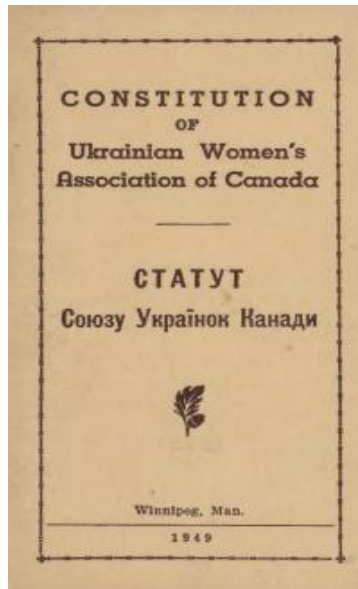 CONSTITUTION
OF
Ukrainian Women's
Association of Canada
СТАТУТ
Союзу Українок Канади
Winnipeg, Man.
1949